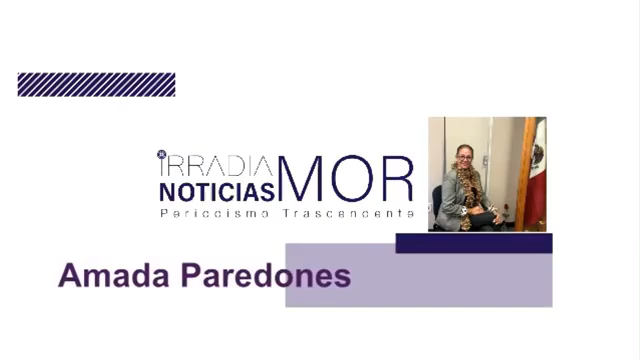 iRRADIA
NOTICIAS MOR
Periodismo Trascendente
Amada Paredones